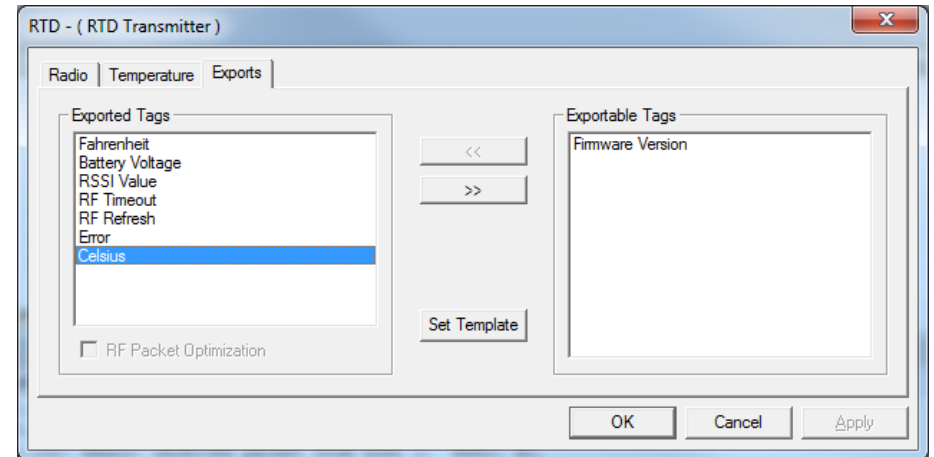 RTD - ( RTD Transmitter )
Radio Temperature Exports
Exported Tags
Fahrenheit
Battery Voltage
RSSI Value
RF Timeout
RF Refresh
Error
Celsius
RF Packet Optimization
<<
>>
Set Template
Exportable Tags
Firmware Version
OK Cancel Apply